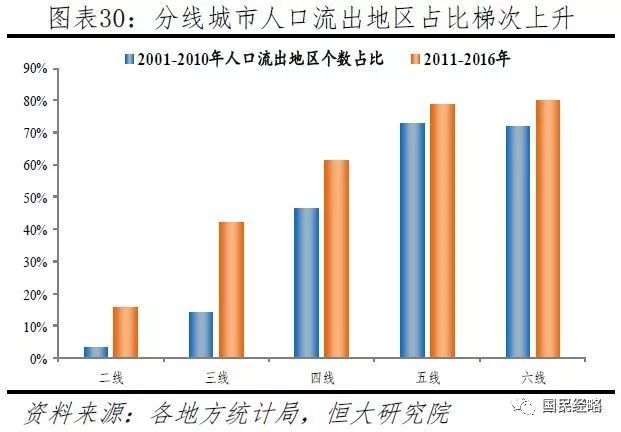 图表30：分线城市人口流出地区占比梯次上升
2001-2010年人口流出地区个数占比 2011-2016年
90%
80%
70%
60%
50%
40%
30%
20%
10%
0%
二线 三线 四线 五线 六线
资料来源：各地方统计局，恒大研究院
国民经略